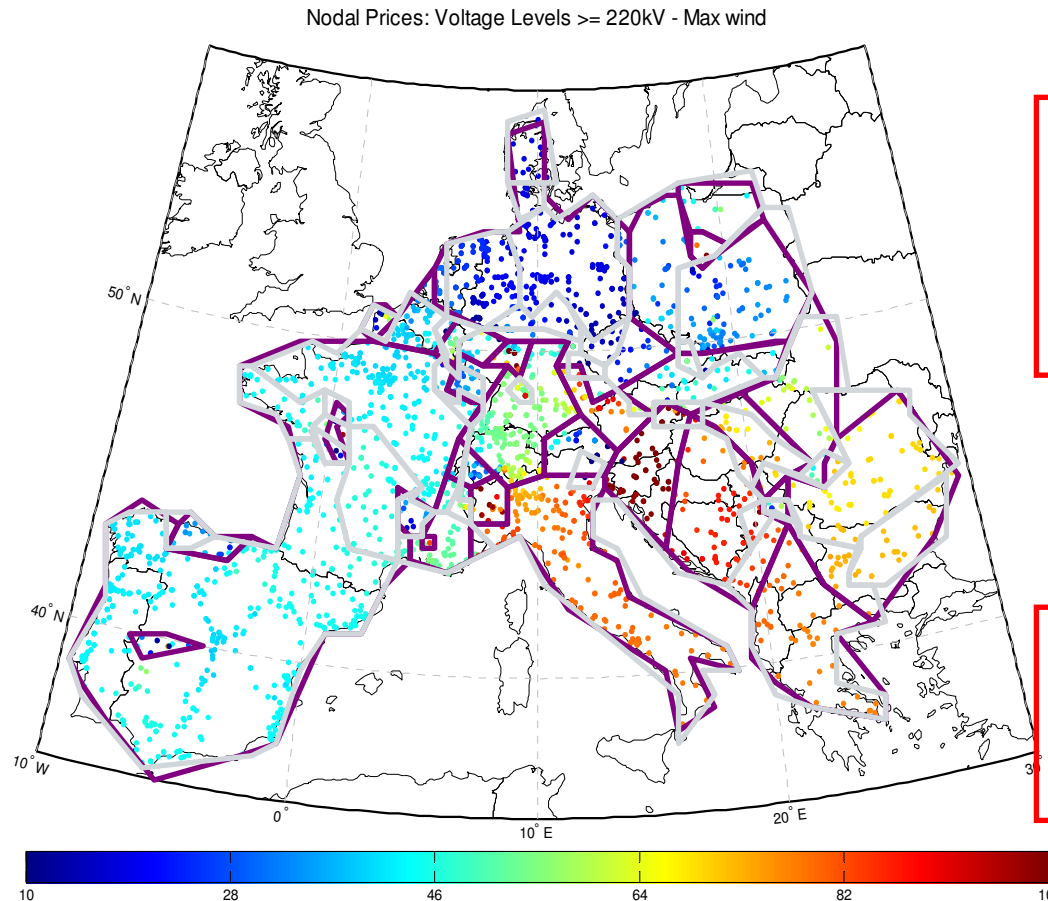 Nodal Prices: Voltage Levels >= 220kV - Max wind
50° N
40° N
10° W
0°
10° E
20° E
10
28
46
64
82